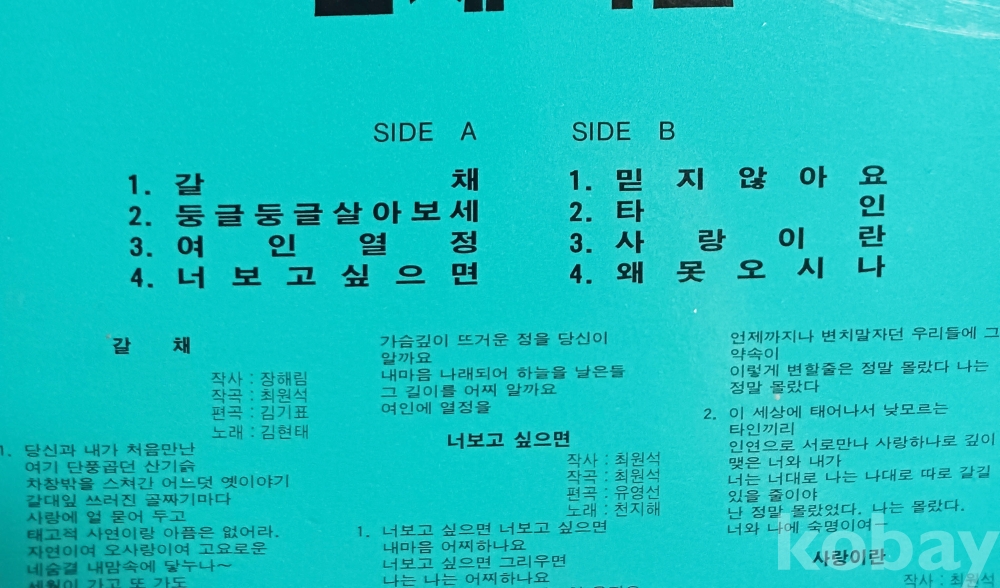 SIDE A
1. 갈 채
2. 둥글둥글살아보세
3. 여 인 열 정
4. 너 보 고 싶 으 면
SIDE B
1. 믿 지 않 아 요
2. 타 인
3. 사 랑 이 란
4. 왜 못 오 시 나
갈 채
작사 : 장해림
작곡 : 최원석
편곡 : 김기표
노래 : 김현태
1. 당신과 내가 처음만난
여기 단풍곱던 산기슭
차창밖을 스쳐간 어느덧 옛이야기
갈대잎 쓰러진 골짜기마다
사랑에 열 묻어 두고
태고적 사연이랑 아픔은 없어라.
자연이여 오사랑이여 고요로운
네숨결 내맘속에 닿누나~
세월이 가고 또 가도
가슴깊이 뜨거운 정을 당신이
알까요
내마음 나래되어 하늘을 날은들
그 길이를 어찌 알까요
여인에 열정을
너보고 싶으면
작사 : 최원석
작곡 : 최원석
편곡 : 유영선
노래 : 천지해
1. 너보고 싶으면 너보고 싶으면
내마음 어찌하나요
너보고 싶으면 그리우면
나는 나는 어찌하나요
언제까지나 변치말자던 우리들에 그
약속이
이렇게 변할줄은 정말 몰랐다 나는
정말 몰랐다
2. 이 세상에 태어나서 낮모르는
타인끼리
인연으로 서로만나 사랑하나로 깊이
맺은 너와 내가
너는 너대로 나는 나대로 따로 갈길
있을 줄이야
난 정말 몰랐었다. 나는 몰랐다.
너와 나에 숙명이여
사랑이란
작사 : 최원석
kobay